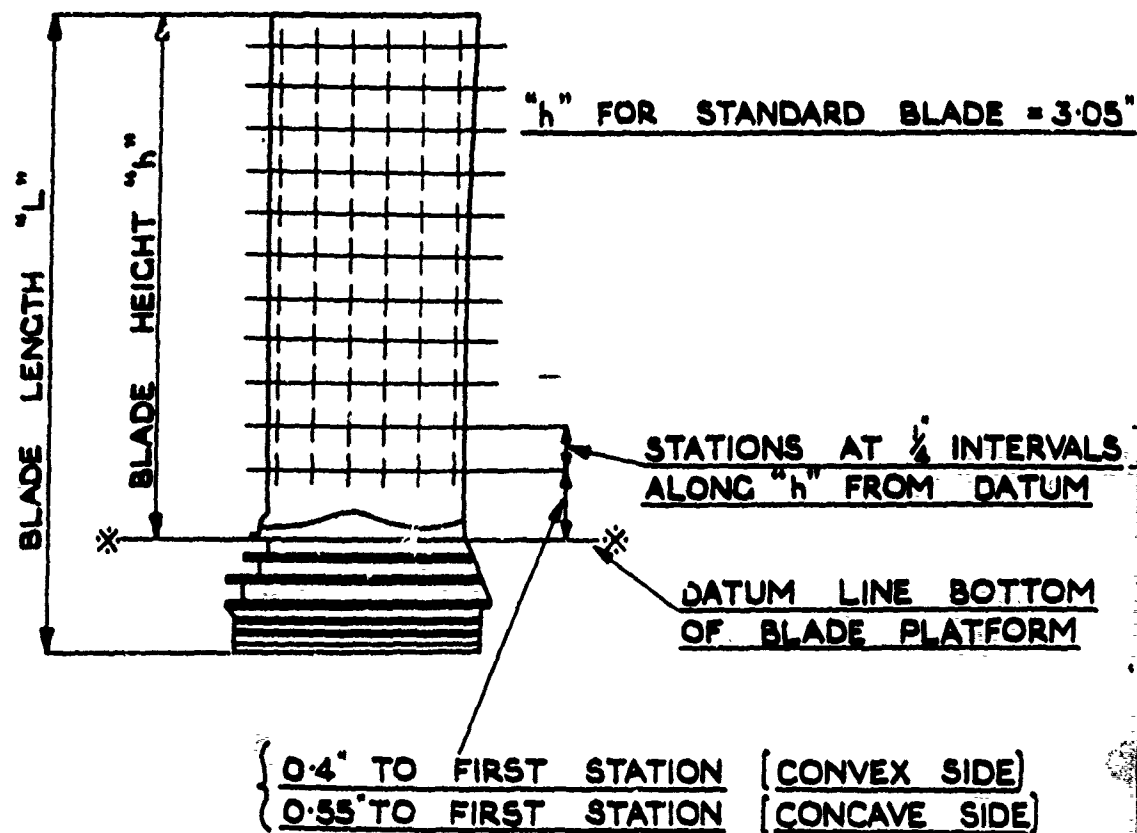 BLADE LENGTH "L"
BLADE HEIGHT "h"
"h" FOR STANDARD BLADE = 3·05"
STATIONS AT ¼" INTERVALS
ALONG "h" FROM DATUM
DATUM LINE BOTTOM
OF BLADE PLATFORM
{ 0·4" TO FIRST STATION [CONVEX SIDE]
{ 0·55" TO FIRST STATION [CONCAVE SIDE]